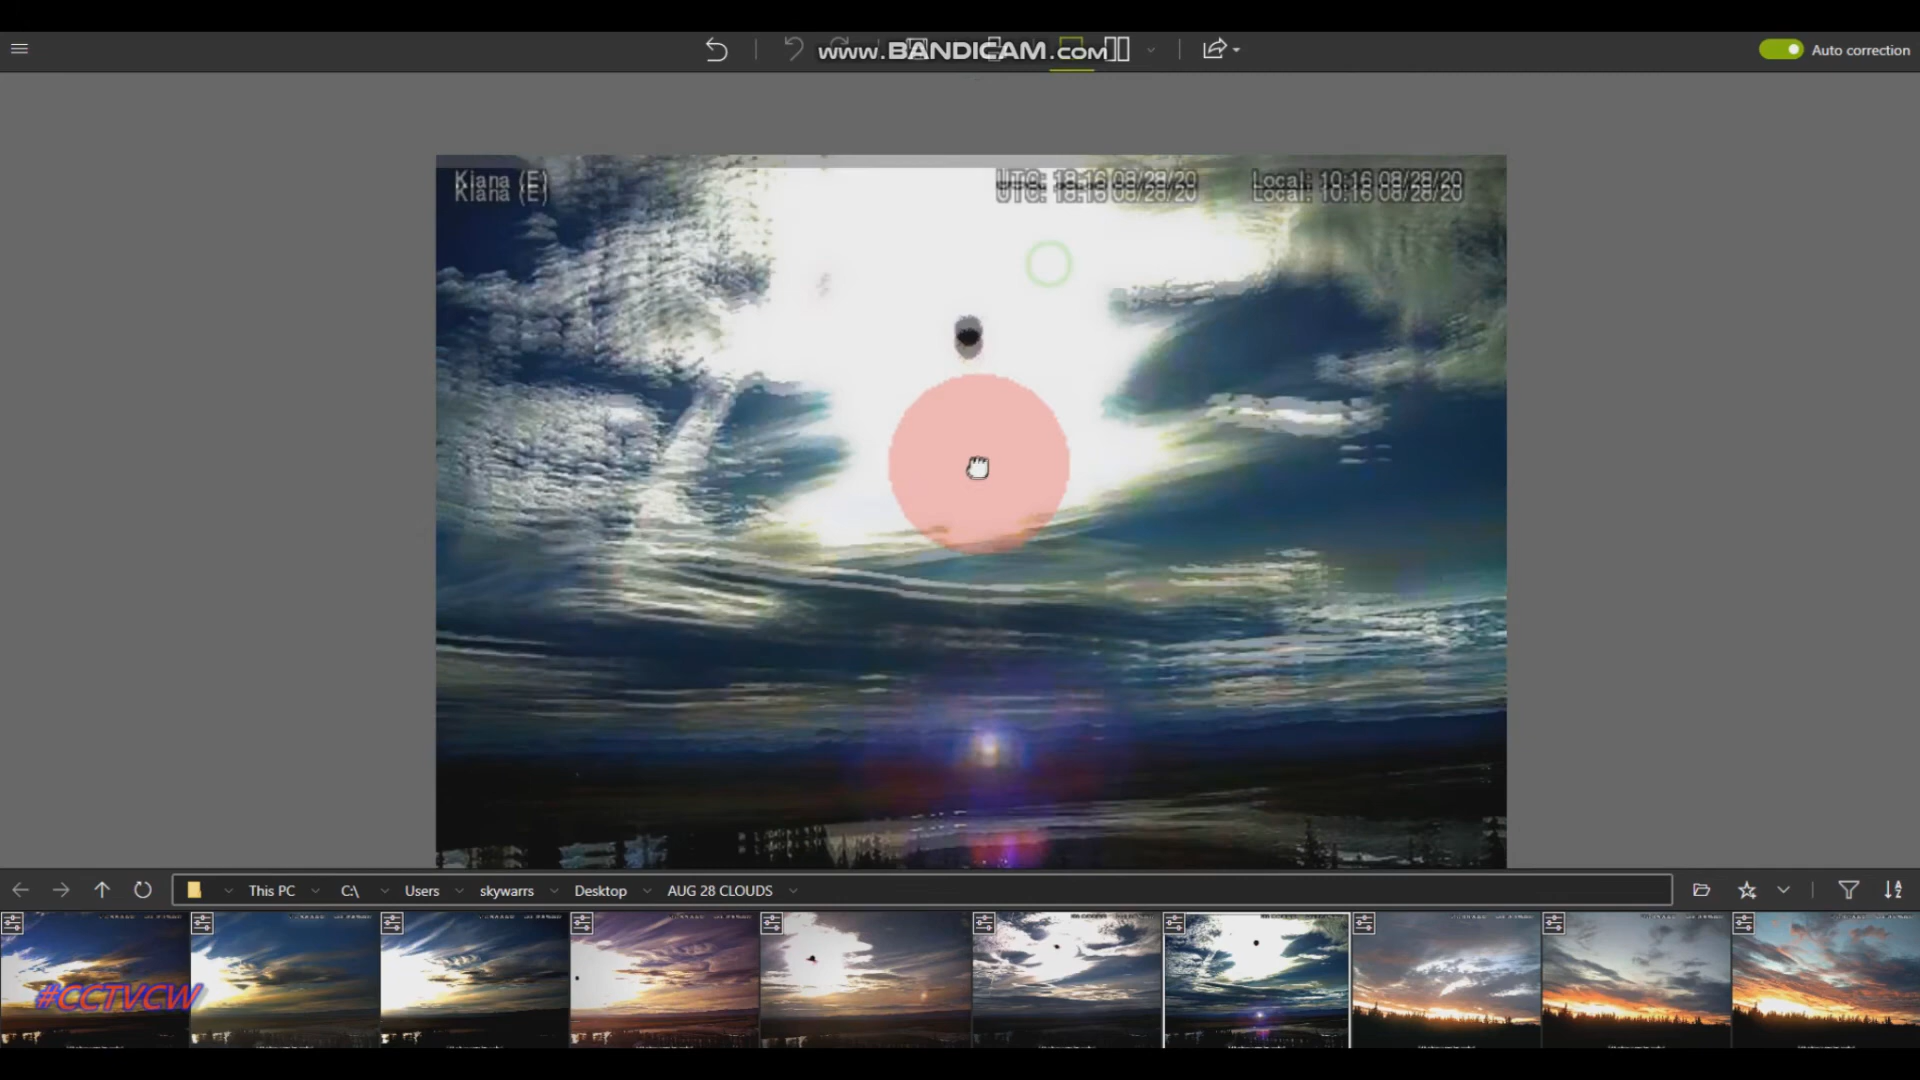 www.BANDICAM.com
Auto correction
Kiana (E)
UTC: 18:16 08/28/20
Local: 10:16 08/28/20
This PC
C:\
Users
skywarrs
Desktop
AUG 28 CLOUDS
#CCTVCW